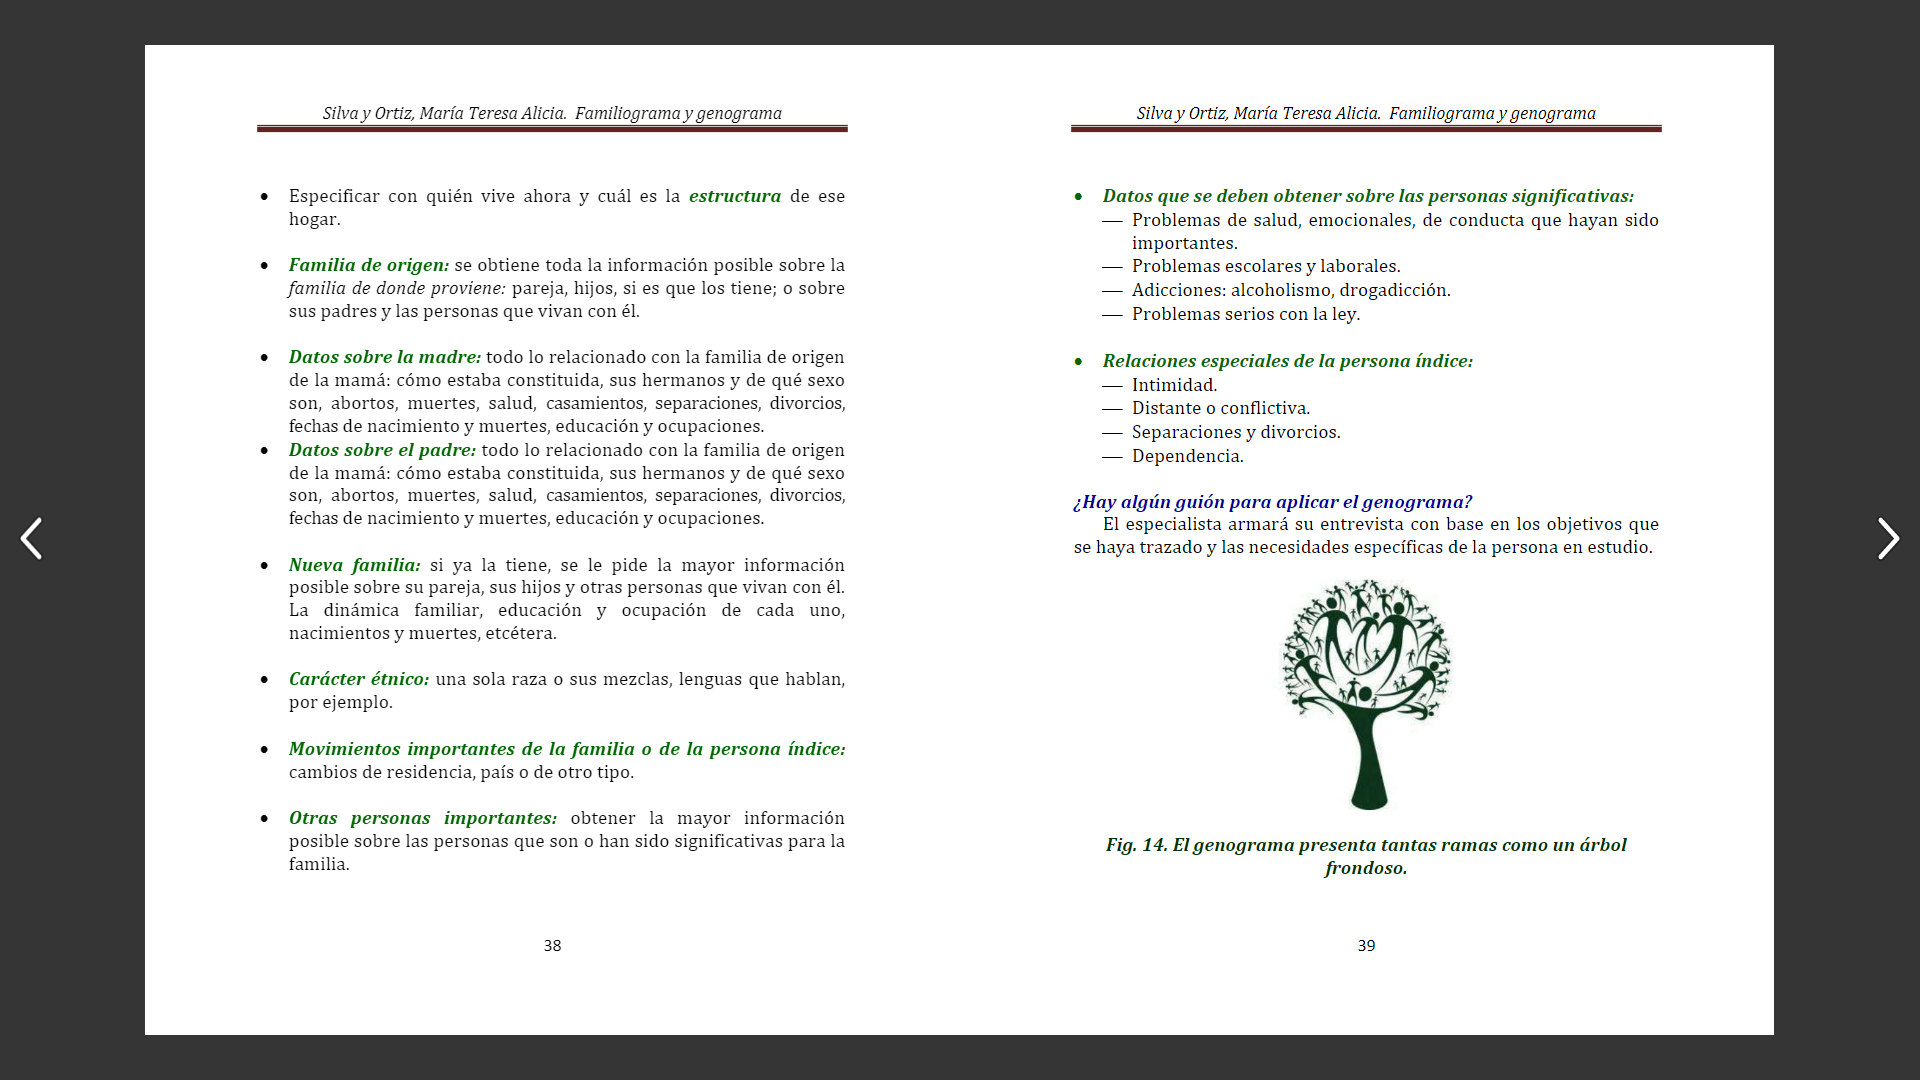 Silva y Ortiz, María Teresa Alicia.  Familiograma y genograma
• Especificar con quién vive ahora y cuál es la estructura de ese
hogar.
• Familia de origen: se obtiene toda la información posible sobre la
familia de donde proviene: pareja, hijos, si es que los tiene; o sobre
sus padres y las personas que vivan con él.
• Datos sobre la madre: todo lo relacionado con la familia de origen
de la mamá: cómo estaba constituida, sus hermanos y de qué sexo
son, abortos, muertes, salud, casamientos, separaciones, divorcios,
fechas de nacimiento y muertes, educación y ocupaciones.
• Datos sobre el padre: todo lo relacionado con la familia de origen
de la mamá: cómo estaba constituida, sus hermanos y de qué sexo
son, abortos, muertes, salud, casamientos, separaciones, divorcios,
fechas de nacimiento y muertes, educación y ocupaciones.
• Nueva familia: si ya la tiene, se le pide la mayor información
posible sobre su pareja, sus hijos y otras personas que vivan con él.
La dinámica familiar, educación y ocupación de cada uno,
nacimientos y muertes, etcétera.
• Carácter étnico: una sola raza o sus mezclas, lenguas que hablan,
por ejemplo.
• Movimientos importantes de la familia o de la persona índice:
cambios de residencia, país o de otro tipo.
• Otras personas importantes: obtener la mayor información
posible sobre las personas que son o han sido significativas para la
familia.
38
Silva y Ortiz, María Teresa Alicia.  Familiograma y genograma
• Datos que se deben obtener sobre las personas significativas:
— Problemas de salud, emocionales, de conducta que hayan sido
importantes.
— Problemas escolares y laborales.
— Adicciones: alcoholismo, drogadicción.
— Problemas serios con la ley.
• Relaciones especiales de la persona índice:
— Intimidad.
— Distante o conflictiva.
— Separaciones y divorcios.
— Dependencia.
¿Hay algún guión para aplicar el genograma?
El especialista armará su entrevista con base en los objetivos que
se haya trazado y las necesidades específicas de la persona en estudio.
Fig. 14. El genograma presenta tantas ramas como un árbol
frondoso.
39